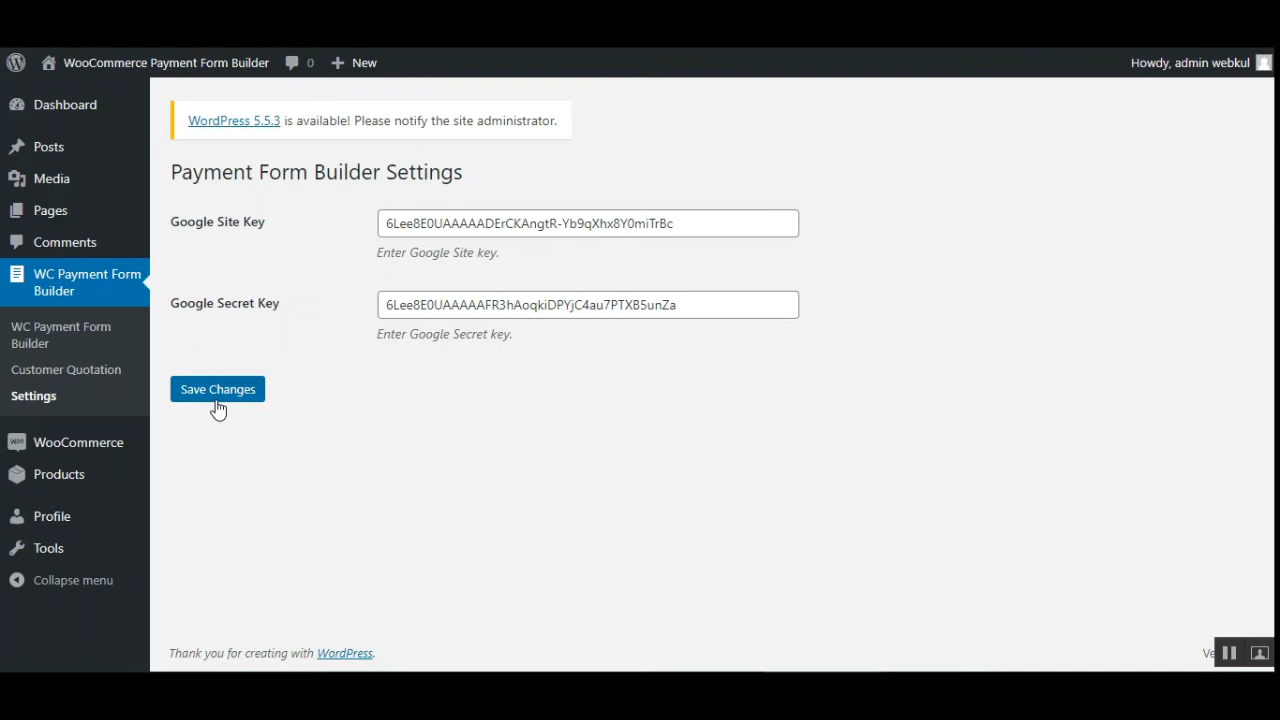 WooCommerce Payment Form Builder 0 New Howdy, admin webkul
Dashboard
Posts
Media
Pages
Comments
WC Payment Form
Builder
WC Payment Form
Builder
Customer Quotation
Settings
WooCommerce
Products
Profile
Tools
Collapse menu
WordPress 5.5.3 is available! Please notify the site administrator.
Payment Form Builder Settings
Google Site Key
6Lee8E0UAAAAADErCKAngtR-Yb9qXhx8Y0miTrBc
Enter Google Site key.
Google Secret Key
6Lee8E0UAAAAAFR3hAoqkiDPYjC4au7PTXB5unZa
Enter Google Secret key.
Save Changes
Thank you for creating with WordPress.